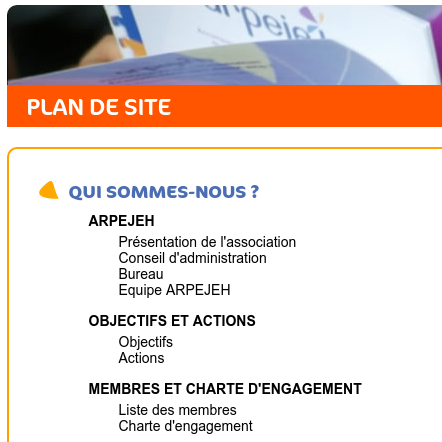 arpejeh
PLAN DE SITE
QUI SOMMES-NOUS ?
ARPEJEH
Présentation de l'association
Conseil d'administration
Bureau
Equipe ARPEJEH
OBJECTIFS ET ACTIONS
Objectifs
Actions
MEMBRES ET CHARTE D'ENGAGEMENT
Liste des membres
Charte d'engagement